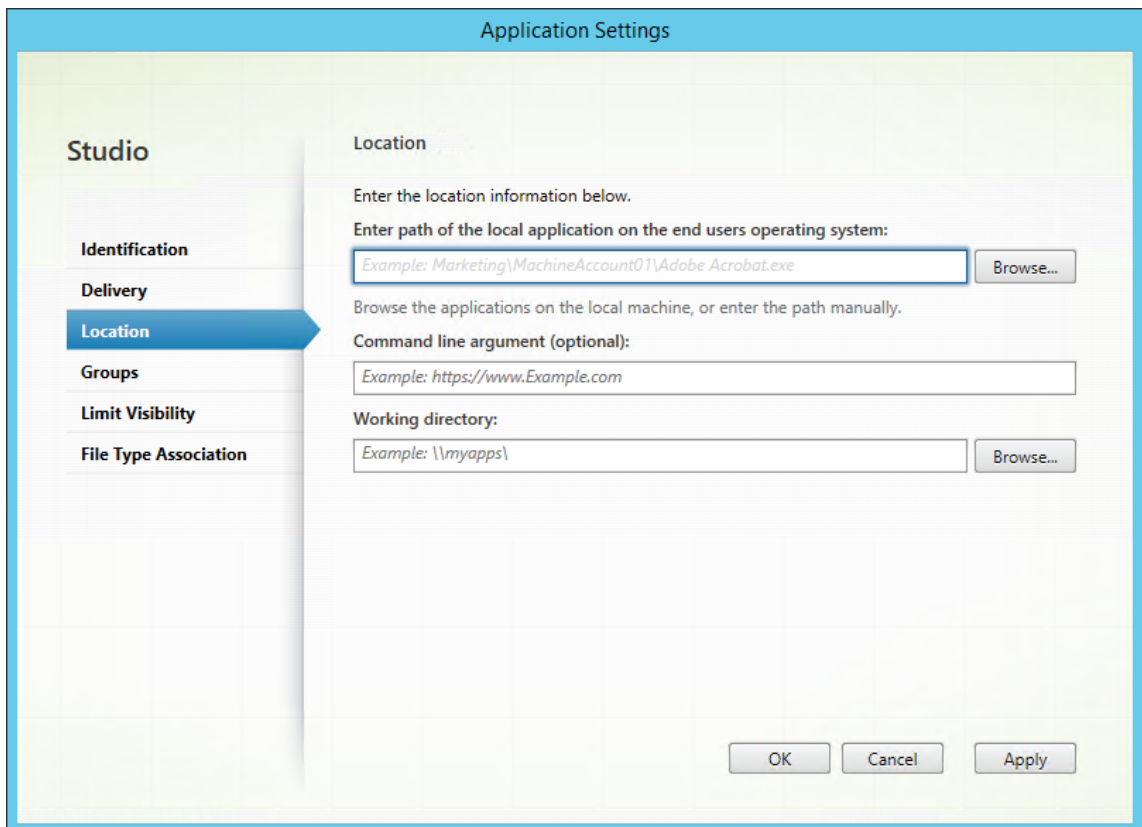 Application Settings
Studio
Identification
Delivery
Location
Groups
Limit Visibility
File Type Association
Location
Enter the location information below.
Enter path of the local application on the end users operating system:
Example: Marketing\MachineAccount01\Adobe Acrobat.exe
Browse...
Browse the applications on the local machine, or enter the path manually.
Command line argument (optional):
Example: https://www.Example.com
Working directory:
Example: \\myapps\
Browse...
OK
Cancel
Apply